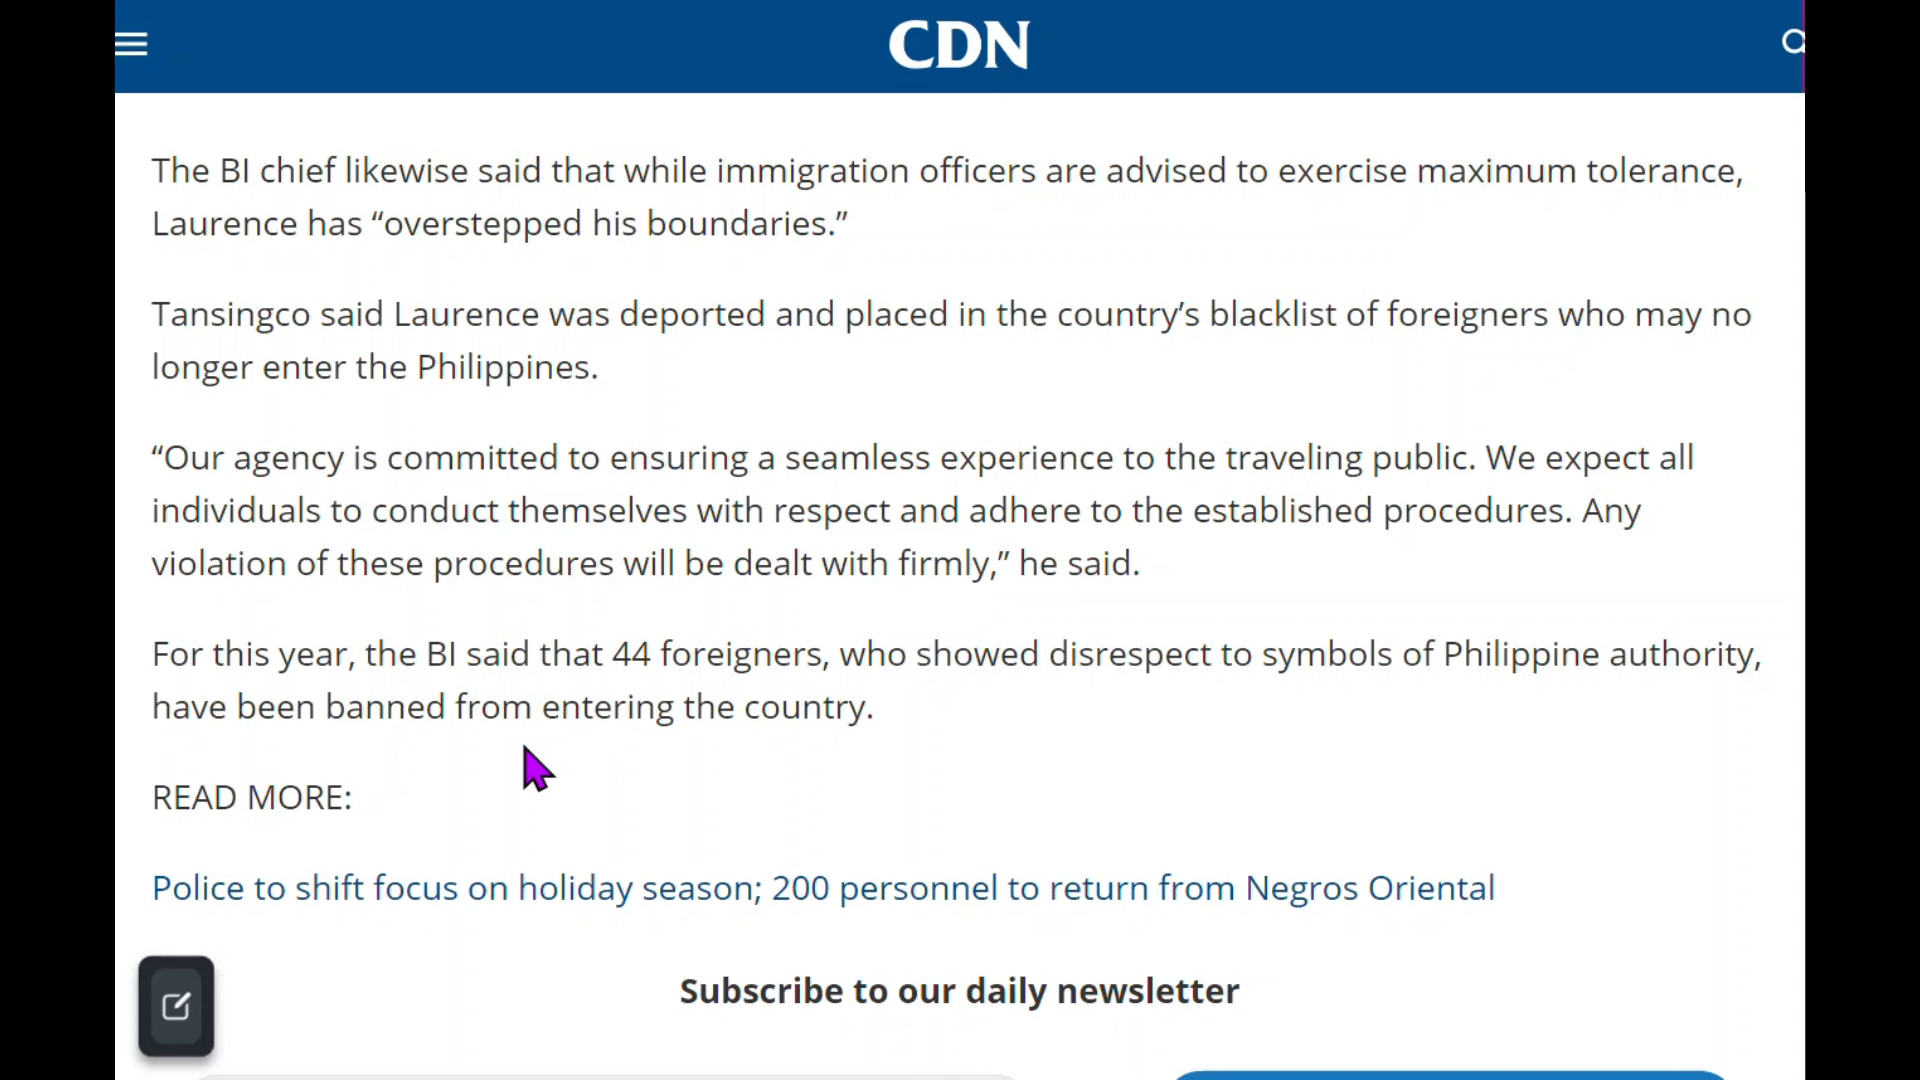 CDN
The BI chief likewise said that while immigration officers are advised to exercise maximum tolerance,
Laurence has “overstepped his boundaries.”
Tansingco said Laurence was deported and placed in the country’s blacklist of foreigners who may no
longer enter the Philippines.
“Our agency is committed to ensuring a seamless experience to the traveling public. We expect all
individuals to conduct themselves with respect and adhere to the established procedures. Any
violation of these procedures will be dealt with firmly,” he said.
For this year, the BI said that 44 foreigners, who showed disrespect to symbols of Philippine authority,
have been banned from entering the country.
READ MORE:
Police to shift focus on holiday season; 200 personnel to return from Negros Oriental
Subscribe to our daily newsletter